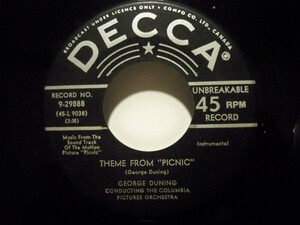 BROADCAST UNDER LICENCE ONLY • COMPO CO. LTD. CANADA
DECCA
RECORD NO.
9-29888
(45-L 9038)
(3:05)
UNBREAKABLE
45 RPM
RECORD
Music From The
Sound Track
Of The Motion
Picture "Picnic"
Instrumental
THEME FROM "PICNIC"
(George Duning)
GEORGE DUNING
CONDUCTING THE COLUMBIA
PICTURES ORCHESTRA